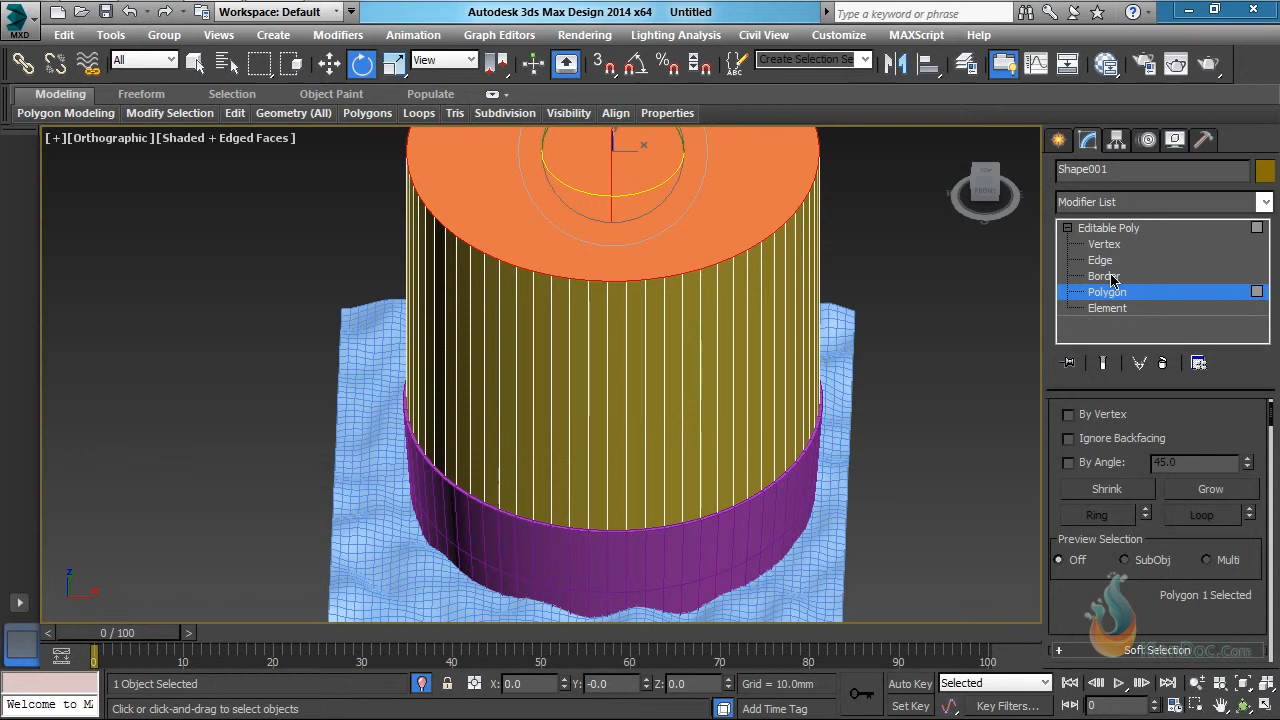 MXD
Workspace: Default
Autodesk 3ds Max Design 2014 x64 Untitled
Type a keyword or phrase
Edit Tools Group Views Create Modifiers Animation Graph Editors Rendering Lighting Analysis Civil View Customize MAXScript Help
All View 3 Create Selection Se
Modeling Freeform Selection Object Paint Populate
Polygon Modeling Modify Selection Edit Geometry (All) Polygons Loops Tris Subdivision Visibility Align Properties
[+][Orthographic][Shaded + Edged Faces]
x
TOP
FRONT
Shape001
Modifier List
Editable Poly
Vertex
Edge
Border
Polygon
Element
By Vertex
Ignore Backfacing
By Angle: 45.0
Shrink Grow
Ring Loop
Preview Selection
Off SubObj Multi
Polygon 1 Selected
+ Soft Selection
z
< 0 / 100 >
0 10 20 30 40 50 60 70 80 90 100
1 Object Selected X: 0.0 Y: -0.0 Z: 0.0 Grid = 10.0mm Auto Key Selected
Welcome to M Click or click-and-drag to select objects Add Time Tag Set Key Key Filters... 0